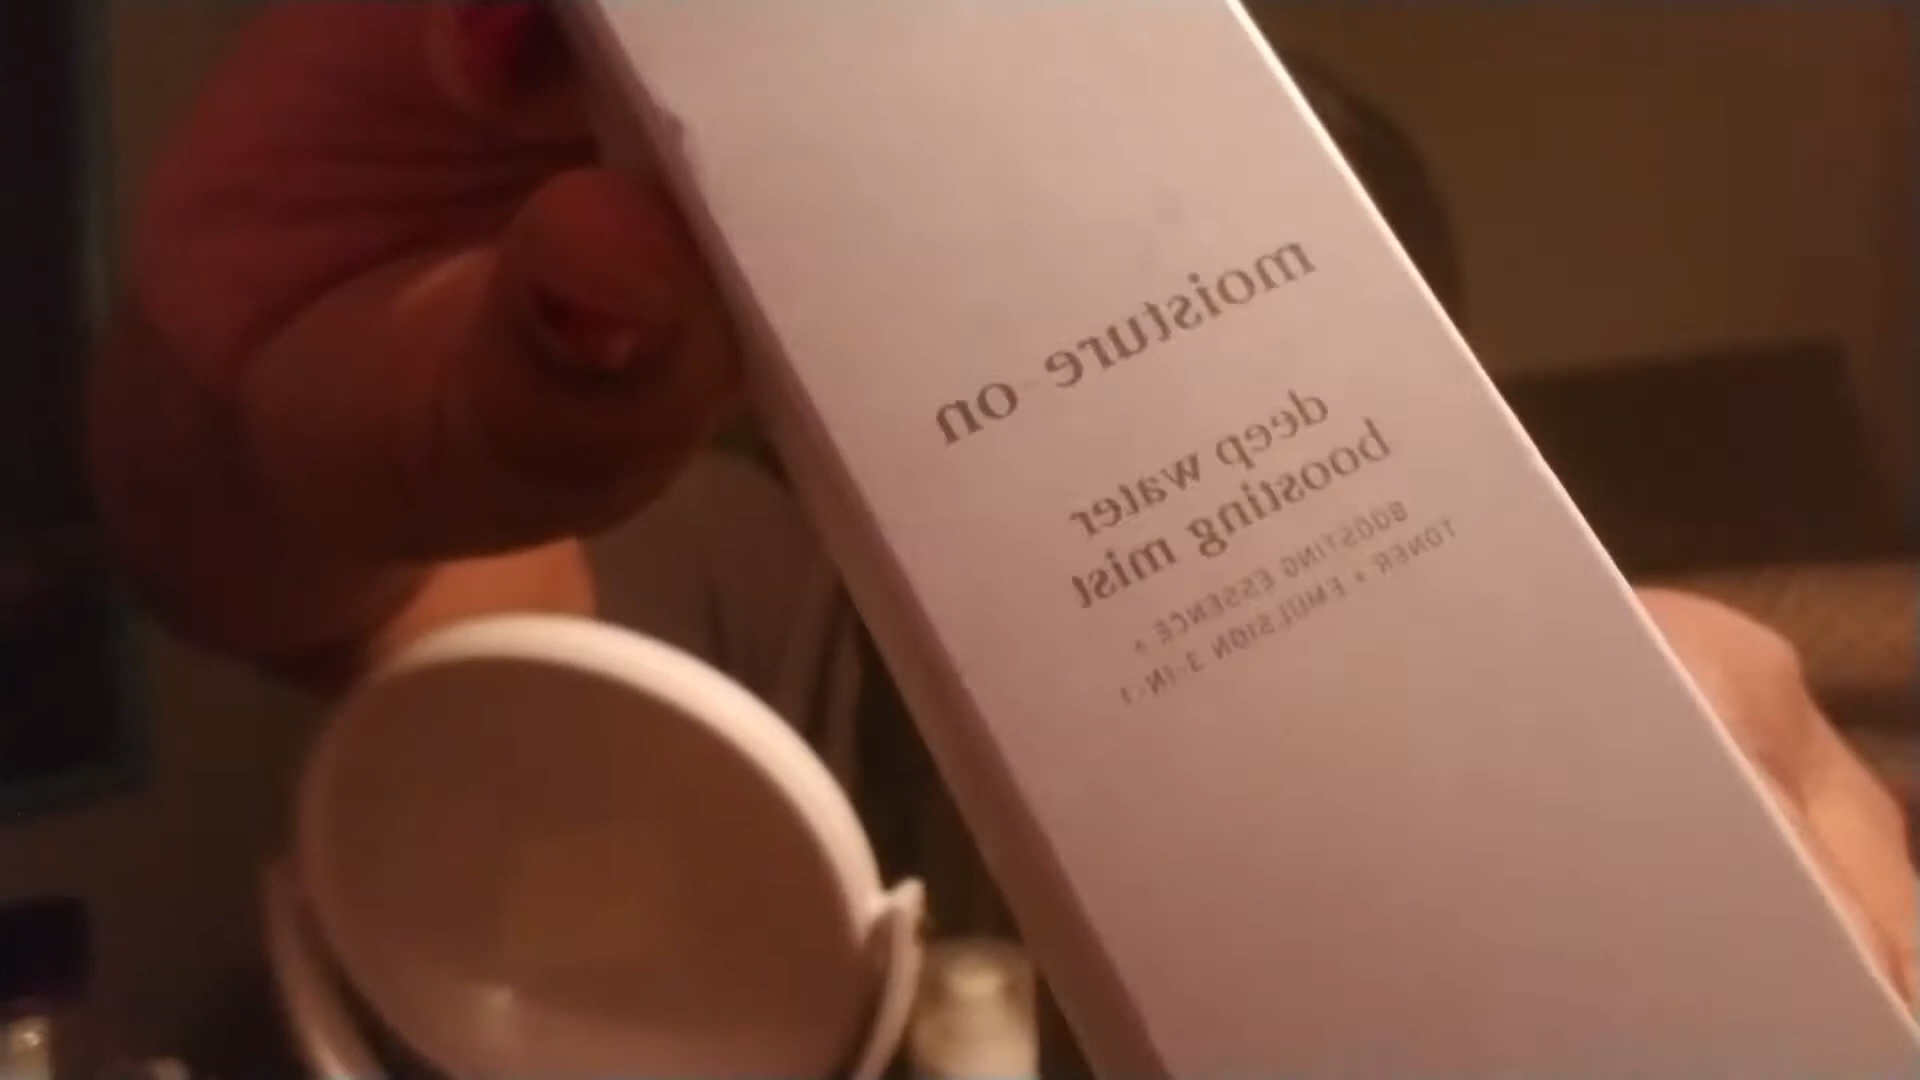 moisture-on
deep water
boosting mist
BOOSTING ESSENCE +
TONER + EMULSION 3-IN-1